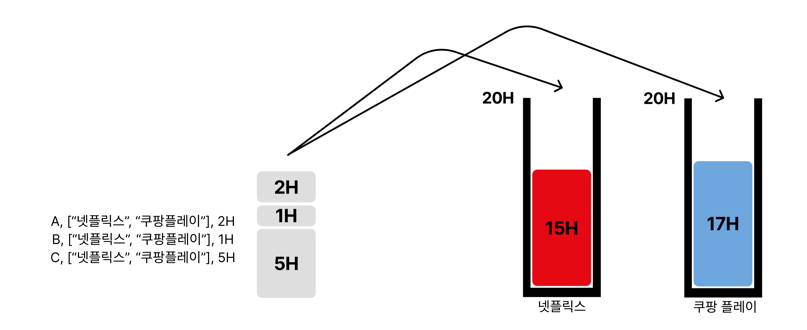 20H
20H
2H
A, [“넷플릭스”, “쿠팡플레이”], 2H
1H
15H
17H
B, [“넷플릭스”, “쿠팡플레이”], 1H
C, [“넷플릭스”, “쿠팡플레이”], 5H
5H
넷플릭스
쿠팡 플레이